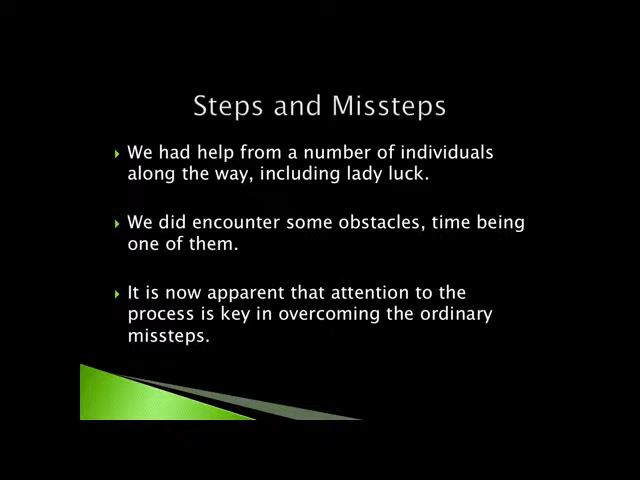 Steps and Missteps
We had help from a number of individuals
along the way, including lady luck.
We did encounter some obstacles, time being
one of them.
It is now apparent that attention to the
process is key in overcoming the ordinary
missteps.